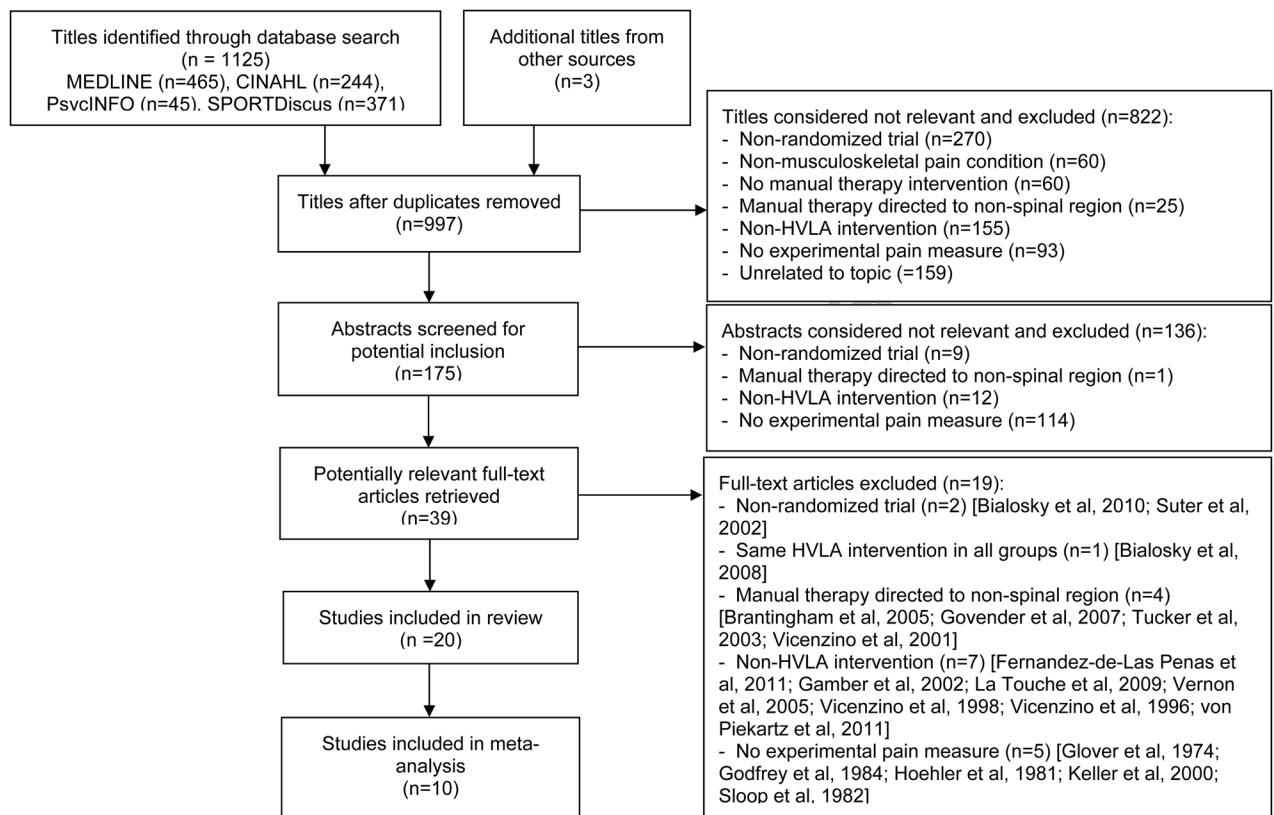 Titles identified through database search
(n = 1125)
MEDLINE (n=465), CINAHL (n=244),
PsycINFO (n=45), SPORTDiscus (n=371)
Additional titles from
other sources
(n=3)
Titles after duplicates removed
(n=997)
Titles considered not relevant and excluded (n=822):
- Non-randomized trial (n=270)
- Non-musculoskeletal pain condition (n=60)
- No manual therapy intervention (n=60)
- Manual therapy directed to non-spinal region (n=25)
- Non-HVLA intervention (n=155)
- No experimental pain measure (n=93)
- Unrelated to topic (=159)
Abstracts screened for
potential inclusion
(n=175)
Abstracts considered not relevant and excluded (n=136):
- Non-randomized trial (n=9)
- Manual therapy directed to non-spinal region (n=1)
- Non-HVLA intervention (n=12)
- No experimental pain measure (n=114)
Potentially relevant full-text
articles retrieved
(n=39)
Full-text articles excluded (n=19):
- Non-randomized trial (n=2) [Bialosky et al, 2010; Suter et al,
2002]
- Same HVLA intervention in all groups (n=1) [Bialosky et al,
2008]
- Manual therapy directed to non-spinal region (n=4)
[Brantingham et al, 2005; Govender et al, 2007; Tucker et al,
2003; Vicenzino et al, 2001]
- Non-HVLA intervention (n=7) [Fernandez-de-Las Penas et
al, 2011; Gamber et al, 2002; La Touche et al, 2009; Vernon
et al, 2005; Vicenzino et al, 1998; Vicenzino et al, 1996; von
Piekartz et al, 2011]
- No experimental pain measure (n=5) [Glover et al, 1974;
Godfrey et al, 1984; Hoehler et al, 1981; Keller et al, 2000;
Sloop et al, 1982]
Studies included in review
(n =20)
Studies included in meta-
analysis
(n=10)